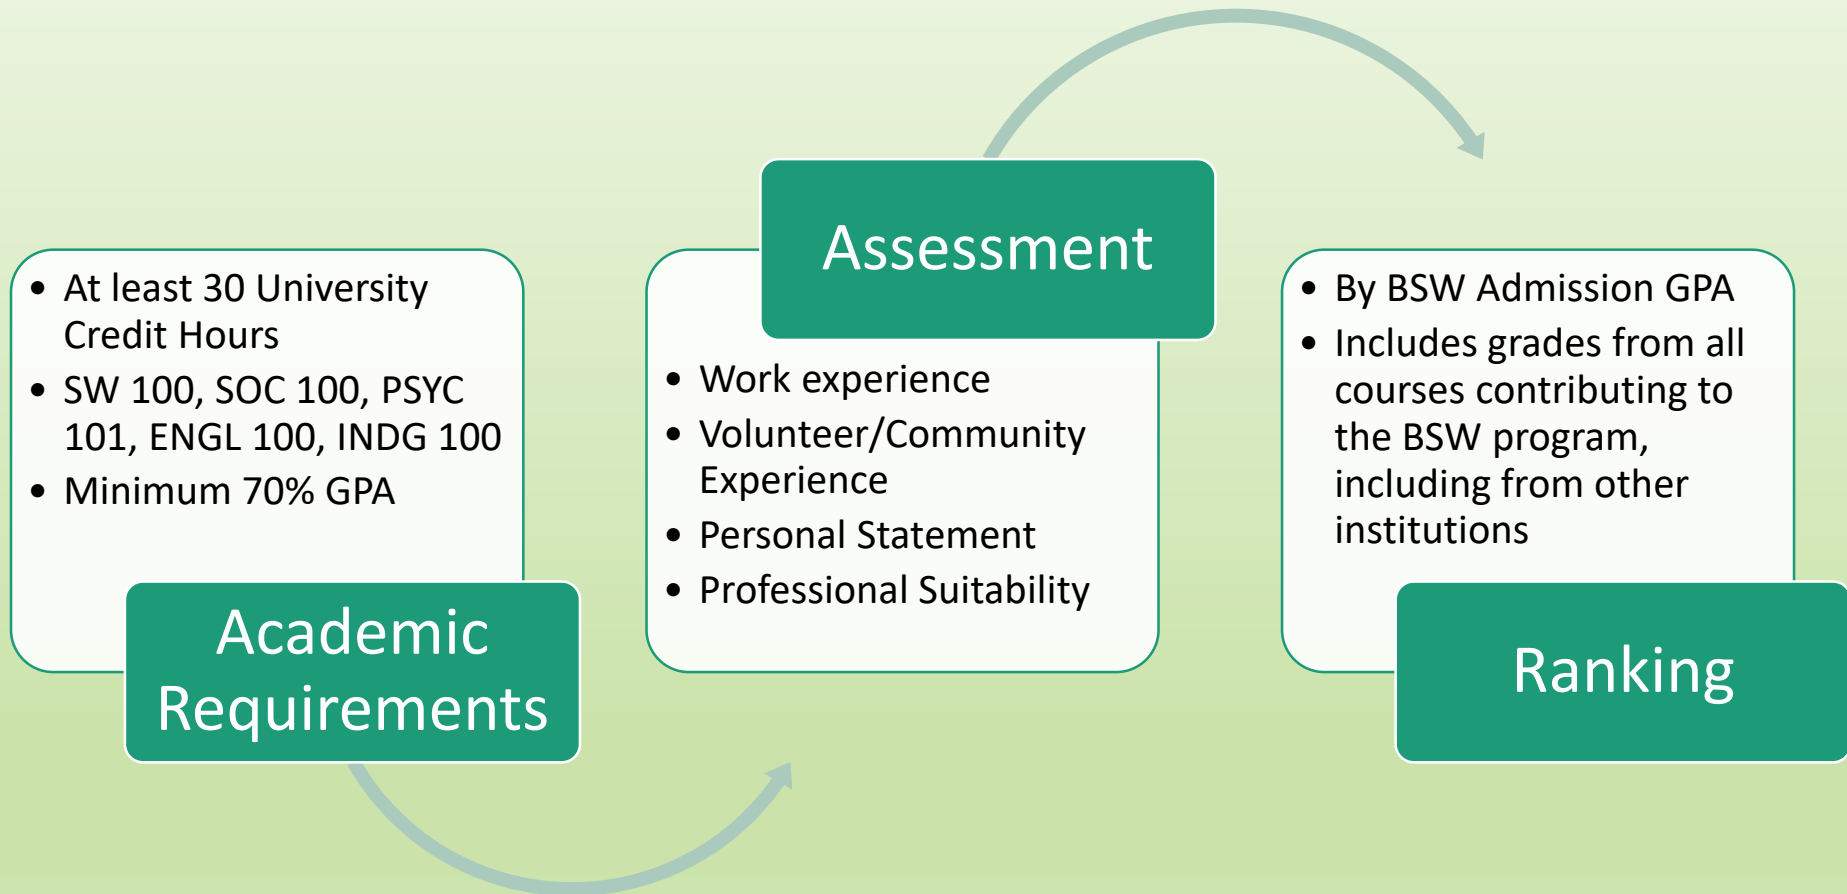 • At least 30 University
Credit Hours
• SW 100, SOC 100, PSYC
101, ENGL 100, INDG 100
• Minimum 70% GPA
Academic
Requirements
Assessment
• Work experience
• Volunteer/Community
Experience
• Personal Statement
• Professional Suitability
• By BSW Admission GPA
• Includes grades from all
courses contributing to
the BSW program,
including from other
institutions
Ranking